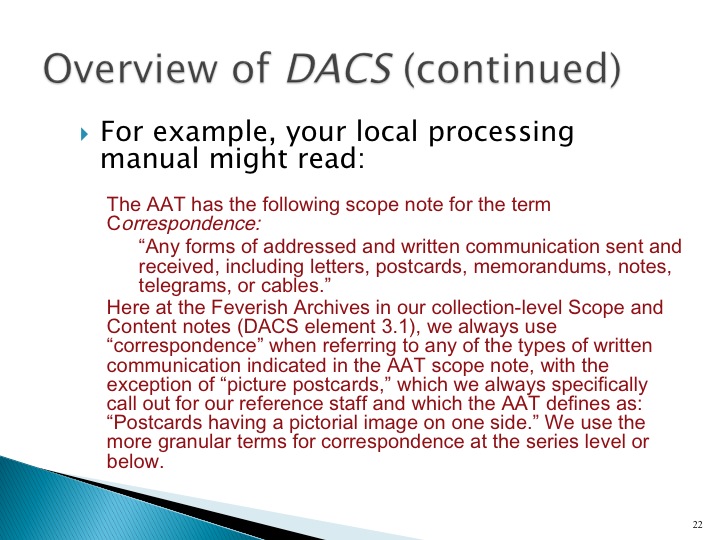 Overview of DACS (continued)
For example, your local processing
manual might read:
The AAT has the following scope note for the term
Correspondence:
“Any forms of addressed and written communication sent and
received, including letters, postcards, memorandums, notes,
telegrams, or cables.”
Here at the Feverish Archives in our collection-level Scope and
Content notes (DACS element 3.1), we always use
“correspondence” when referring to any of the types of written
communication indicated in the AAT scope note, with the
exception of “picture postcards,” which we always specifically
call out for our reference staff and which the AAT defines as:
“Postcards having a pictorial image on one side.” We use the
more granular terms for correspondence at the series level or
below.
22